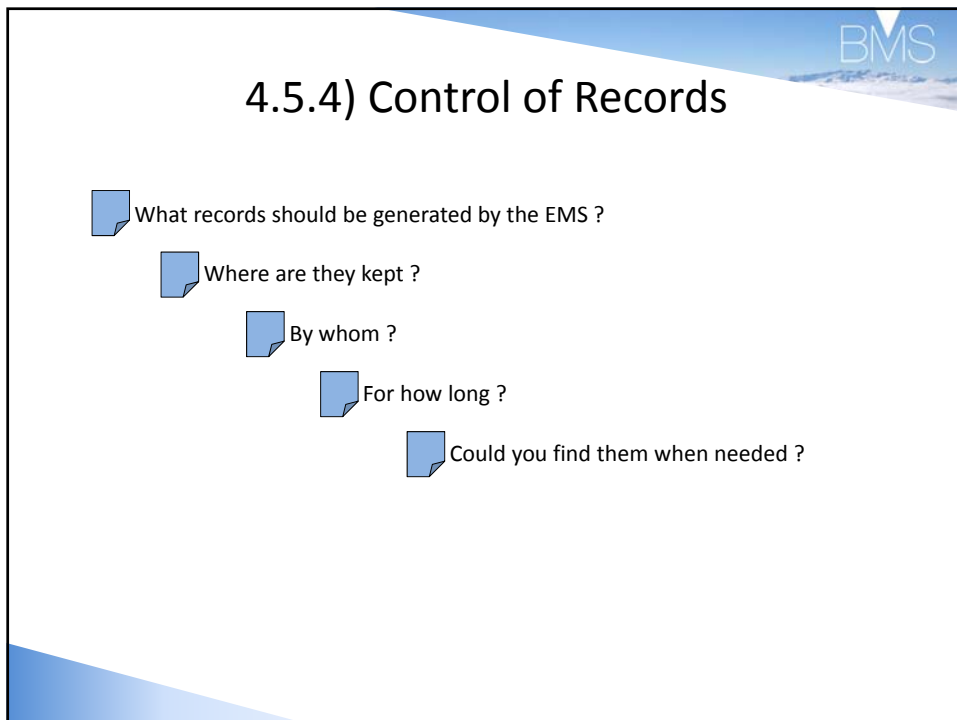 BMS
4.5.4) Control of Records
What records should be generated by the EMS ?
Where are they kept ?
By whom ?
For how long ?
Could you find them when needed ?